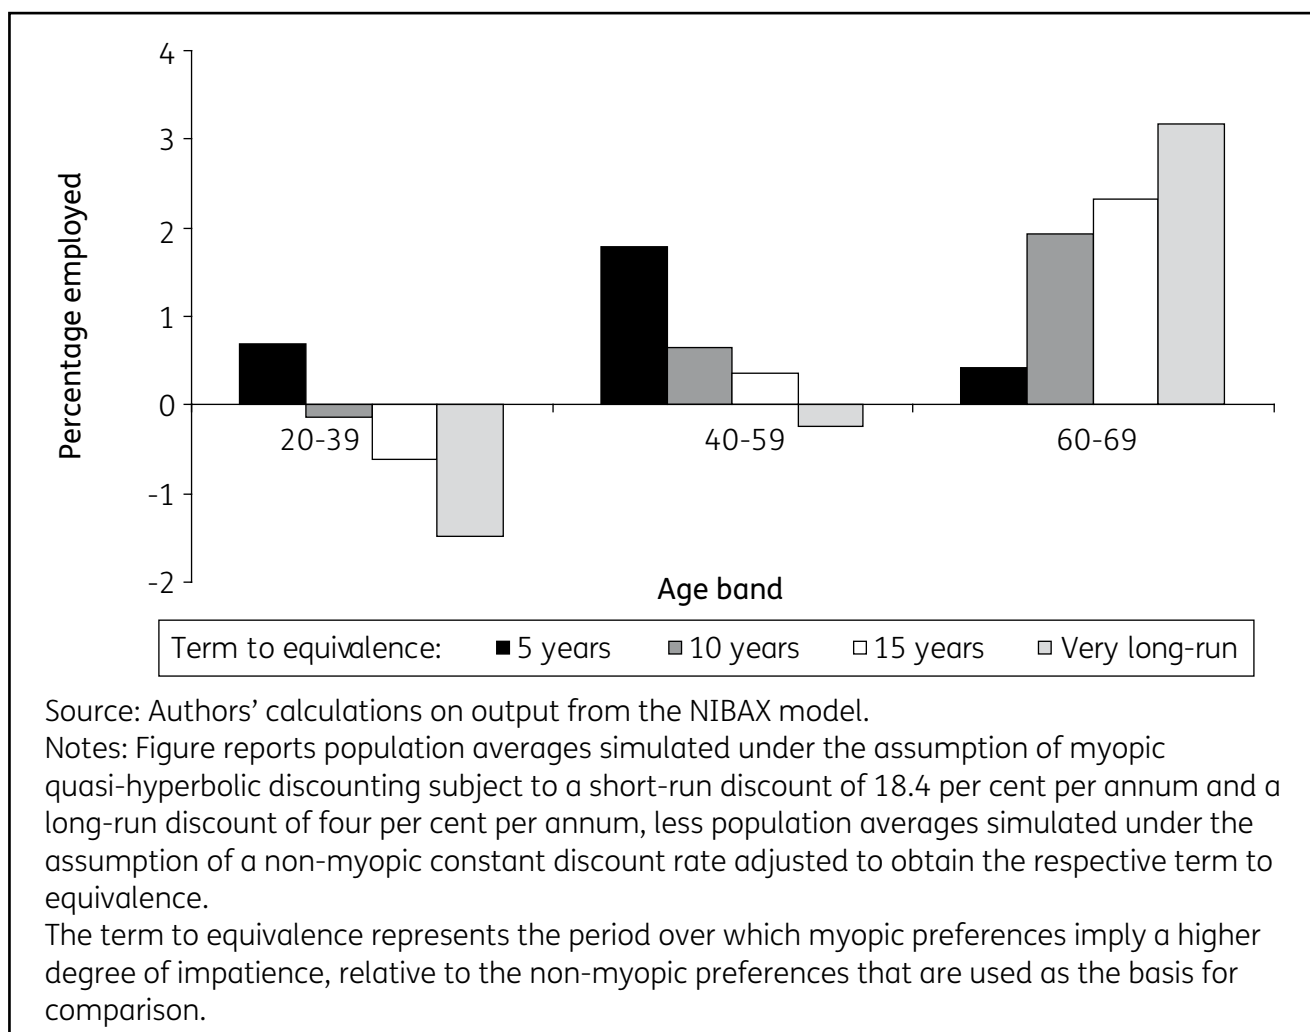 4
3
2
1
0
-1
-2
Percentage employed
20-39
40-59
60-69
Age band
Term to equivalence: 5 years 10 years 15 years Very long-run
Source: Authors’ calculations on output from the NIBAX model.
Notes: Figure reports population averages simulated under the assumption of myopic
quasi-hyperbolic discounting subject to a short-run discount of 18.4 per cent per annum and a
long-run discount of four per cent per annum, less population averages simulated under the
assumption of a non-myopic constant discount rate adjusted to obtain the respective term to
equivalence.
The term to equivalence represents the period over which myopic preferences imply a higher
degree of impatience, relative to the non-myopic preferences that are used as the basis for
comparison.